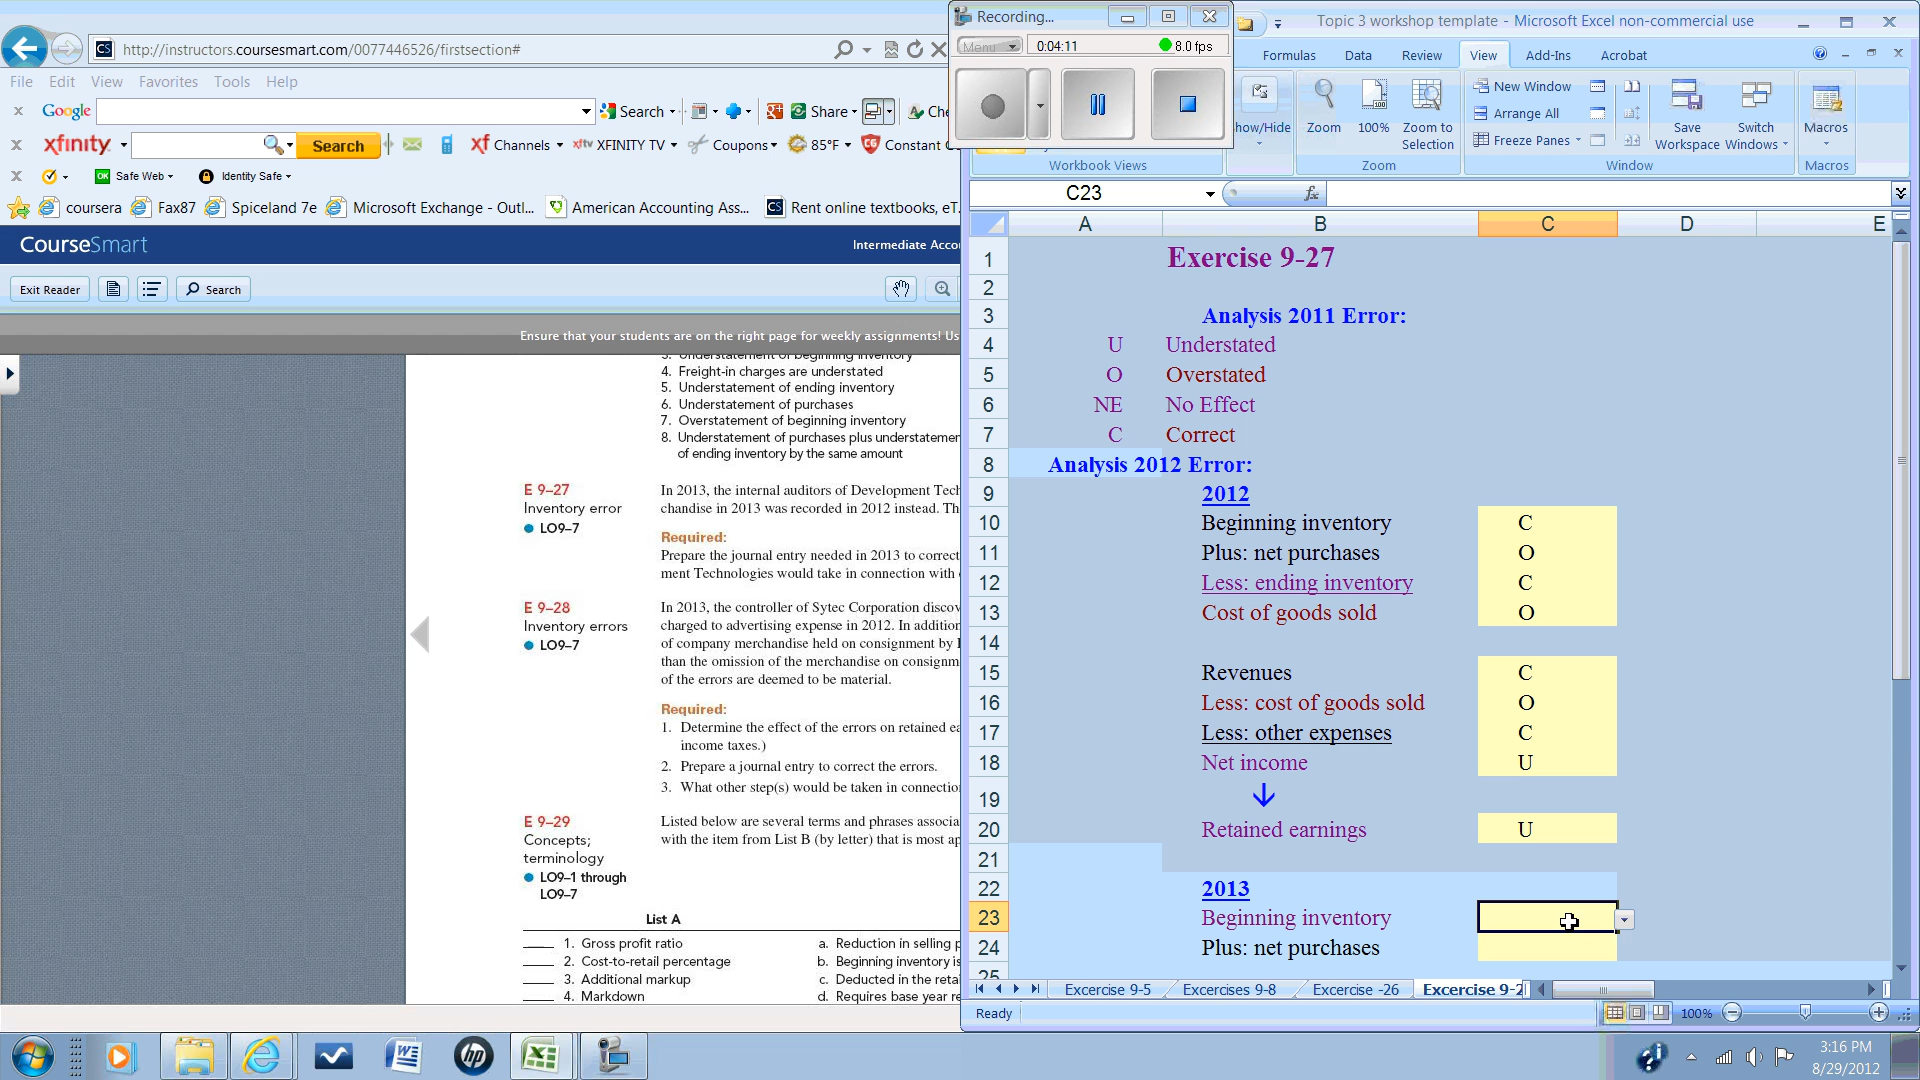 http://instructors.coursesmart.com/0077446526/firstsection#
File Edit View Favorites Tools Help
Google Search Share
xfinity Search Channels XFINITY TV Coupons 85°F
OK Safe Web Identity Safe
coursera Fax87 Spiceland 7e Microsoft Exchange - Outl... American Accounting Ass... Rent online textbooks, eT...
CourseSmart
Intermediate Acco
Exit Reader Search
Ensure that your students are on the right page for weekly assignments! Us
3. Understatement of beginning inventory
4. Freight-in charges are understated
5. Understatement of ending inventory
6. Understatement of purchases
7. Overstatement of beginning inventory
8. Understatement of purchases plus understatemen
of ending inventory by the same amount
E 9–27
Inventory error
LO9–7
In 2013, the internal auditors of Development Tech
chandise in 2013 was recorded in 2012 instead. Th
Required:
Prepare the journal entry needed in 2013 to correct
ment Technologies would take in connection with
E 9–28
Inventory errors
LO9–7
In 2013, the controller of Sytec Corporation discov
charged to advertising expense in 2012. In addition
of company merchandise held on consignment by
than the omission of the merchandise on consignm
of the errors are deemed to be material.
Required:
1. Determine the effect of the errors on retained ea
income taxes.)
2. Prepare a journal entry to correct the errors.
3. What other step(s) would be taken in connectio
E 9–29
Concepts;
terminology
LO9–1 through
LO9–7
Listed below are several terms and phrases associa
with the item from List B (by letter) that is most ap
List A
1. Gross profit ratio a. Reduction in selling p
2. Cost-to-retail percentage b. Beginning inventory is
3. Additional markup c. Deducted in the retai
4. Markdown d. Requires base year re
Recording...
Menu 0:04:11 8.0 fps
Topic 3 workshop template - Microsoft Excel non-commercial use
Formulas Data Review View Add-Ins Acrobat
how/Hide
Zoom 100% Zoom to Selection
New Window
Arrange All
Freeze Panes
Save Workspace Switch Windows
Macros
Workbook Views Zoom Window Macros
C23 fx
A B C D E
1 Exercise 9-27
2
3 Analysis 2011 Error:
4 U Understated
5 O Overstated
6 NE No Effect
7 C Correct
8 Analysis 2012 Error:
9 2012
10 Beginning inventory C
11 Plus: net purchases O
12 Less: ending inventory C
13 Cost of goods sold O
14
15 Revenues C
16 Less: cost of goods sold O
17 Less: other expenses C
18 Net income U
19
20 Retained earnings U
21
22 2013
23 Beginning inventory
24 Plus: net purchases
25
Excercise 9-5 Exercises 9-8 Excercise -26 Excercise 9-2
Ready 100%
3:16 PM
8/29/2012